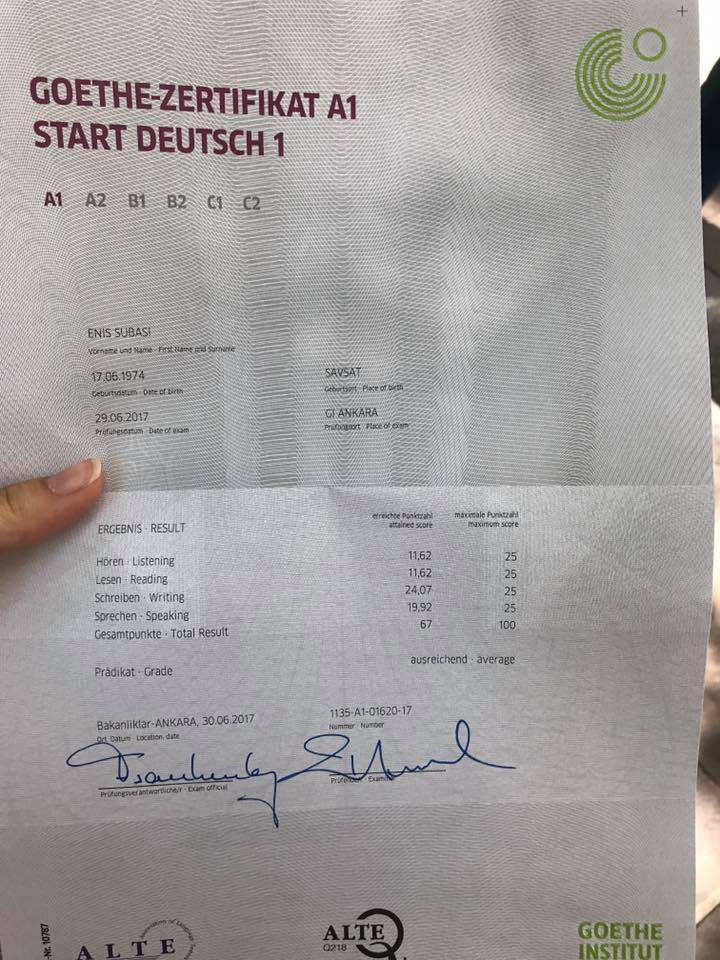 GOETHE-ZERTIFIKAT A1
START DEUTSCH 1
A1 A2 B1 B2 C1 C2
ENIS SUBASI
Vorname und Name · First Name and Surname
17.06.1974 SAVSAT
Geburtsdatum · Date of birth Geburtsort · Place of birth
29.06.2017 GI ANKARA
Prüfungsdatum · Date of exam Prüfungsort · Place of exam
ERGEBNIS · RESULT
erreichte Punktzahl maximale Punktzahl
attained score maximum score
Hören · Listening 11,62 25
Lesen · Reading 11,62 25
Schreiben · Writing 24,07 25
Sprechen · Speaking 19,92 25
Gesamtpunkte · Total Result 67 100
Prädikat · Grade ausreichend · average
Bakanliklar-ANKARA, 30.06.2017 1135-A1-01620-17
Ort, Datum · Location, date Nummer · Number
Prüfungsverantwortliche/r · Exam official
ALTE
ALTE
Q218
GOETHE
INSTITUT
-Nr. 10787